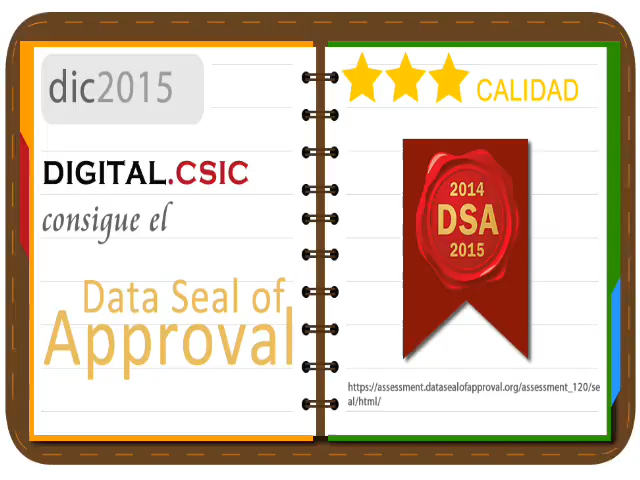 dic2015
DIGITAL.CSIC
consigue el
Data Seal of
Approval
CALIDAD
2014
DSA
2015
https://assessment.datasealofapproval.org/assessment_120/se
al/html/